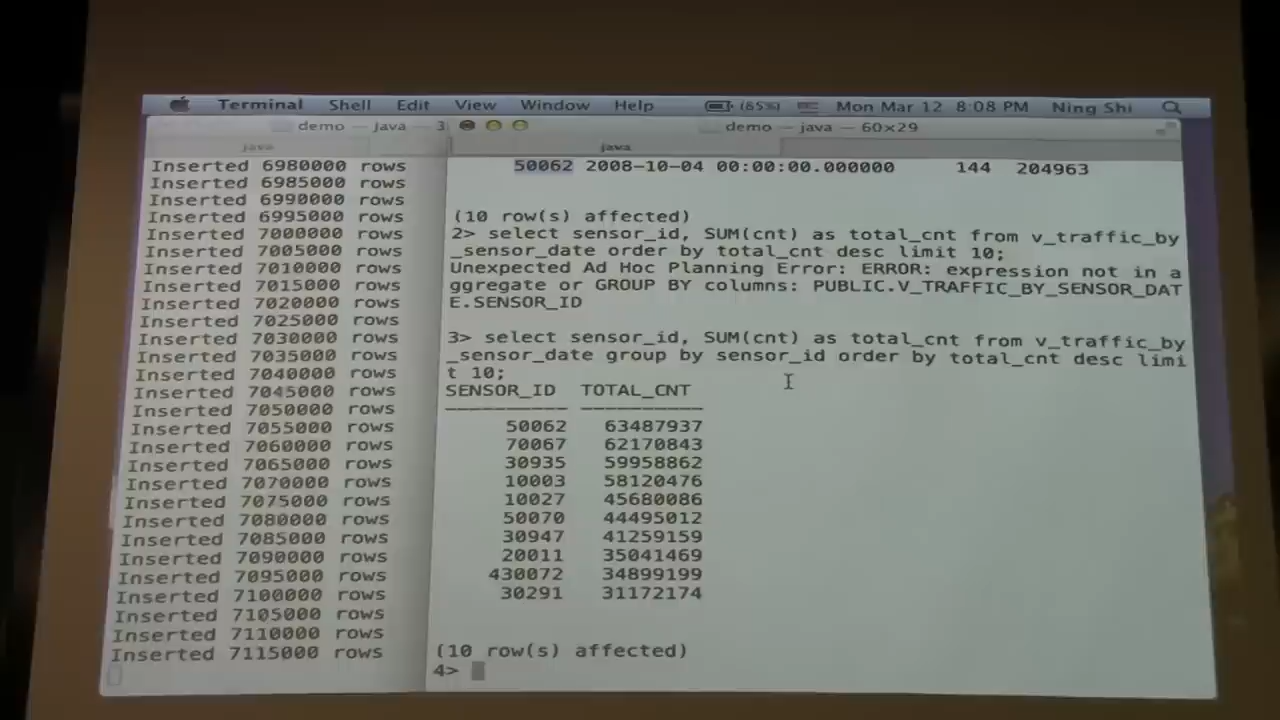 Terminal Shell Edit View Window Help (85%) Mon Mar 12 8:08 PM Ning Shi
demo — java — 3
java
Inserted 6980000 rows
Inserted 6985000 rows
Inserted 6990000 rows
Inserted 6995000 rows
Inserted 7000000 rows
Inserted 7005000 rows
Inserted 7010000 rows
Inserted 7015000 rows
Inserted 7020000 rows
Inserted 7025000 rows
Inserted 7030000 rows
Inserted 7035000 rows
Inserted 7040000 rows
Inserted 7045000 rows
Inserted 7050000 rows
Inserted 7055000 rows
Inserted 7060000 rows
Inserted 7065000 rows
Inserted 7070000 rows
Inserted 7075000 rows
Inserted 7080000 rows
Inserted 7085000 rows
Inserted 7090000 rows
Inserted 7095000 rows
Inserted 7100000 rows
Inserted 7105000 rows
Inserted 7110000 rows
Inserted 7115000 rows
demo — java — 60×29
java
50062 2008-10-04 00:00:00.000000 144 204963
(10 row(s) affected)
2> select sensor_id, SUM(cnt) as total_cnt from v_traffic_by
_sensor_date order by total_cnt desc limit 10;
Unexpected Ad Hoc Planning Error: ERROR: expression not in a
ggregate or GROUP BY columns: PUBLIC.V_TRAFFIC_BY_SENSOR_DAT
E.SENSOR_ID
3> select sensor_id, SUM(cnt) as total_cnt from v_traffic_by
_sensor_date group by sensor_id order by total_cnt desc limi
t 10;
SENSOR_ID TOTAL_CNT
---------- ----------
50062 63487937
70067 62170843
30935 59958862
10003 58120476
10027 45680086
50070 44495012
30947 41259159
20011 35041469
430072 34899199
30291 31172174
(10 row(s) affected)
4>